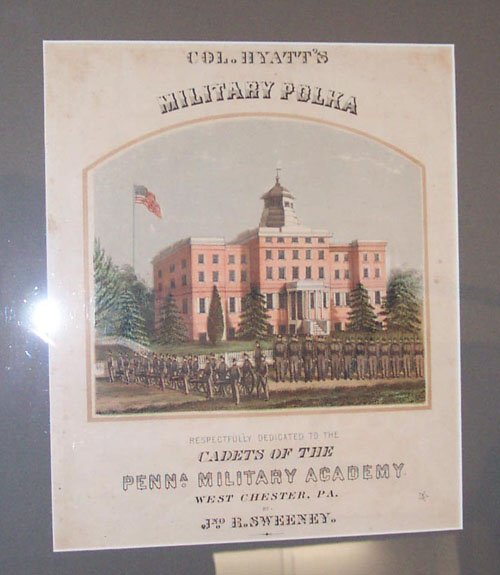 COL. HYATT'S
MILITARY POLKA
RESPECTFULLY DEDICATED TO THE
CADETS OF THE
PENNA MILITARY ACADEMY.
WEST CHESTER, PA.
BY
JNO R. SWEENEY.